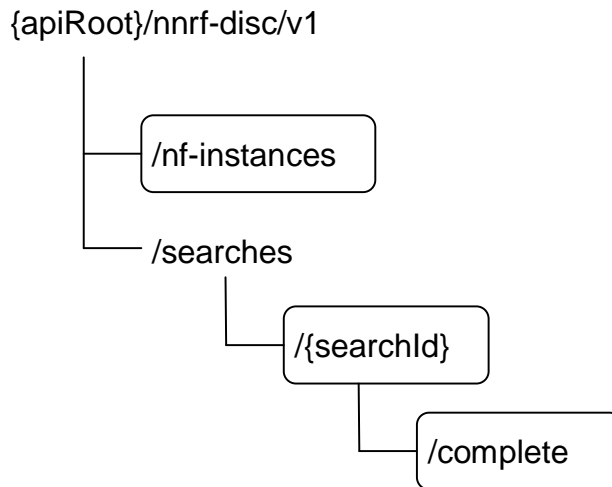 {apiRoot}/nnrf-disc/v1
/nf-instances
/searches
/{searchId}
/complete